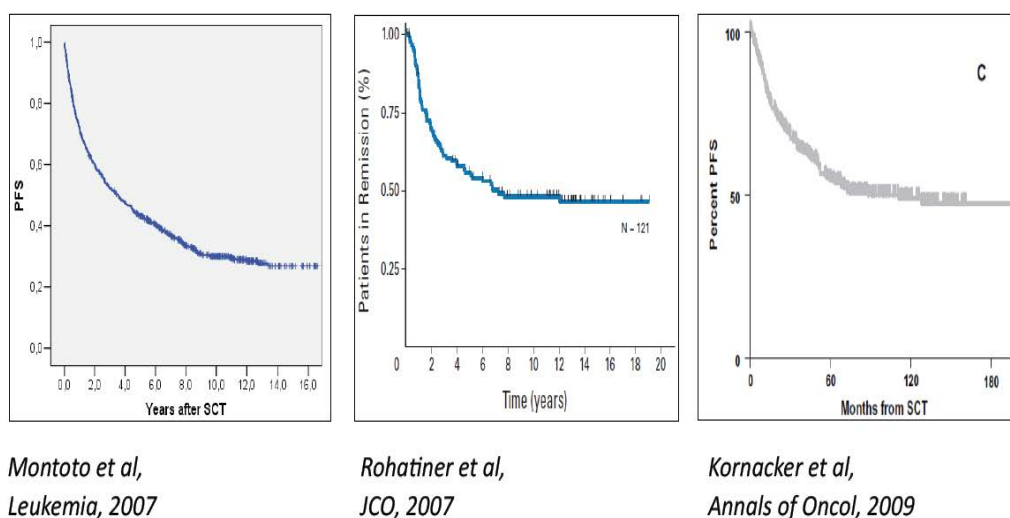 1,0
0,8
0,6
0,4
0,2
0,0
PFS
0,0 2,0 4,0 6,0 8,0 10,0 12,0 14,0 16,0
Years after SCT
Patients in Remission (%)
1.00
0.75
0.50
0.25
N – 121
0 2 4 6 8 10 12 14 16 18 20
Time (years)
Percent PFS
100
50
0
C
0 60 120 180
Months from SCT
Montoto et al,
Leukemia, 2007
Rohatiner et al,
JCO, 2007
Kornacker et al,
Annals of Oncol, 2009